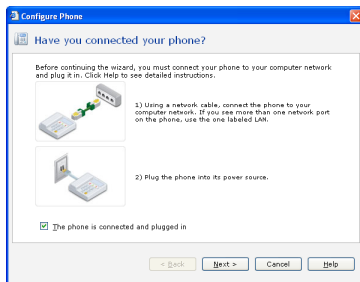 Configure Phone
Have you connected your phone?
Before continuing the wizard, you must connect your phone to your computer network
and plug it in. Click Help to see detailed instructions.
1) Using a network cable, connect the phone to your
computer network. If you see more than one network port
on the phone, use the one labeled LAN.
2) Plug the phone into its power source.
The phone is connected and plugged in
< Back
Next >
Cancel
Help